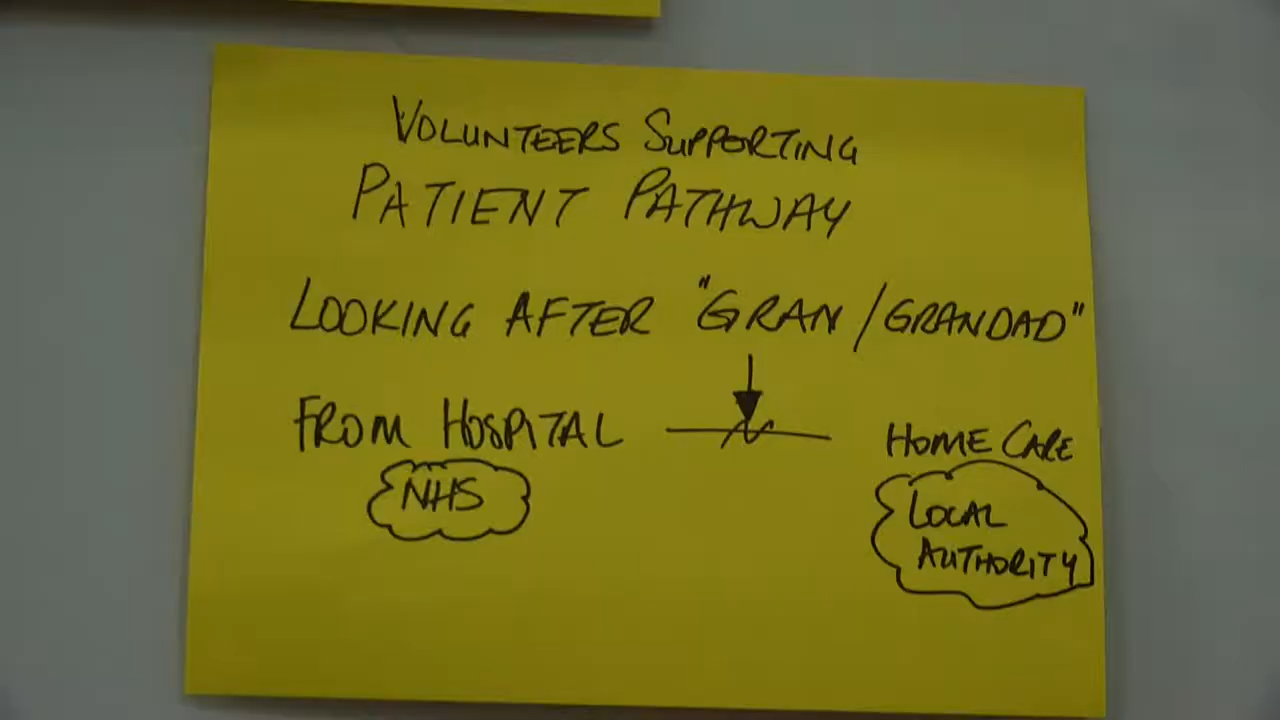 VOLUNTEERS SUPPORTING
PATIENT PATHWAY
LOOKING AFTER "GRAN/GRANDAD"
FROM HOSPITAL HOME CARE
NHS LOCAL
AUTHORITY